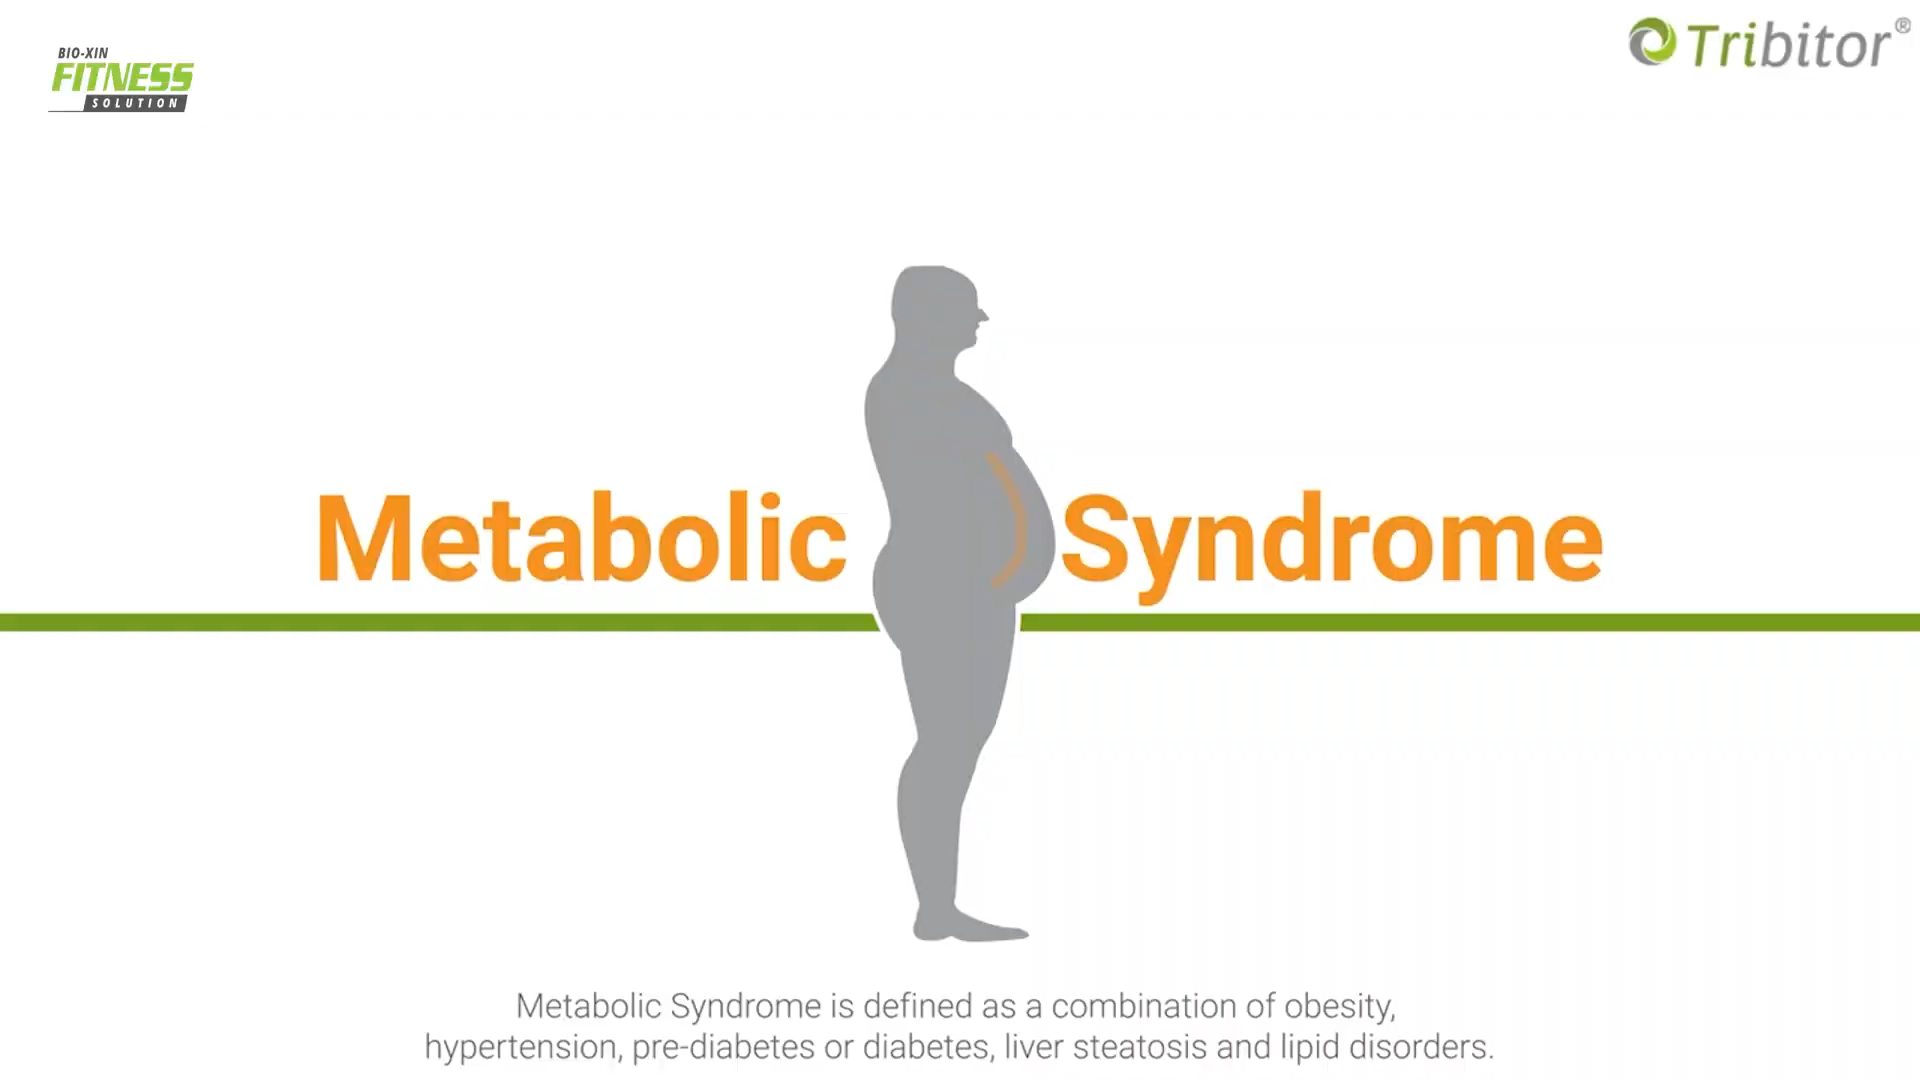 BIO-XIN
FITNESS
SOLUTION
Tribitor®
Metabolic Syndrome
Metabolic Syndrome is defined as a combination of obesity,
hypertension, pre-diabetes or diabetes, liver steatosis and lipid disorders.